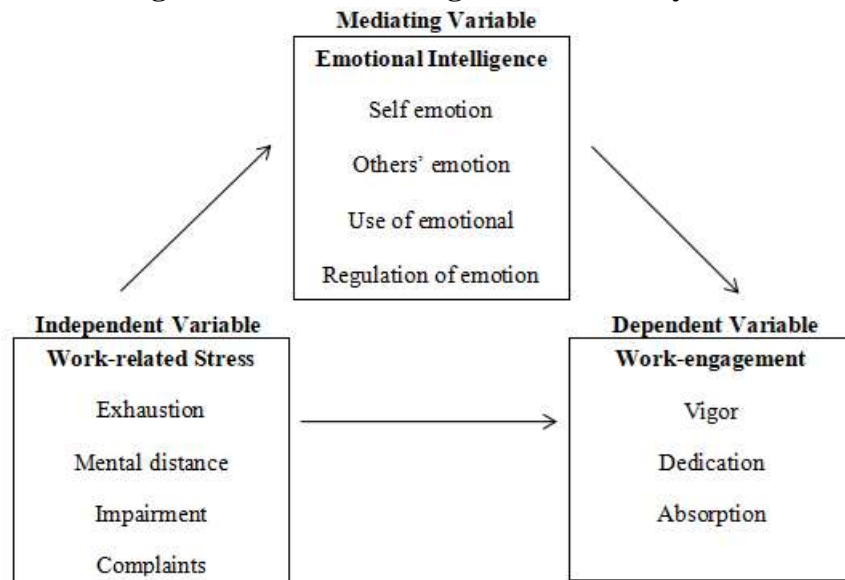 Mediating Variable
Emotional Intelligence
Self emotion
Others’ emotion
Use of emotional
Regulation of emotion
Independent Variable
Work-related Stress
Exhaustion
Mental distance
Impairment
Complaints
Dependent Variable
Work-engagement
Vigor
Dedication
Absorption